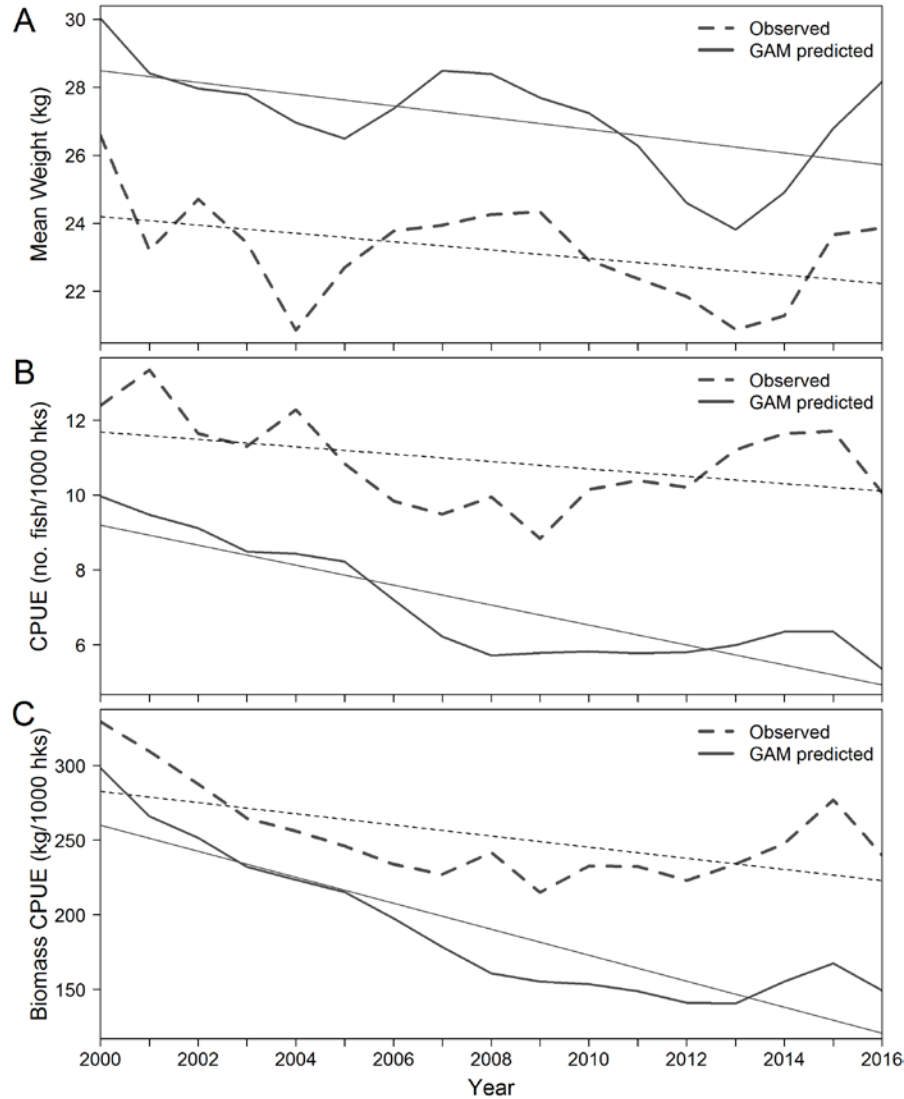 A
Mean Weight (kg)
30
28
26
24
22
Observed
GAM predicted
B
CPUE (no. fish/1000 hks)
12
10
8
6
Observed
GAM predicted
C
Biomass CPUE (kg/1000 hks)
300
250
200
150
Observed
GAM predicted
2000 2002 2004 2006 2008 2010 2012 2014 2016
Year